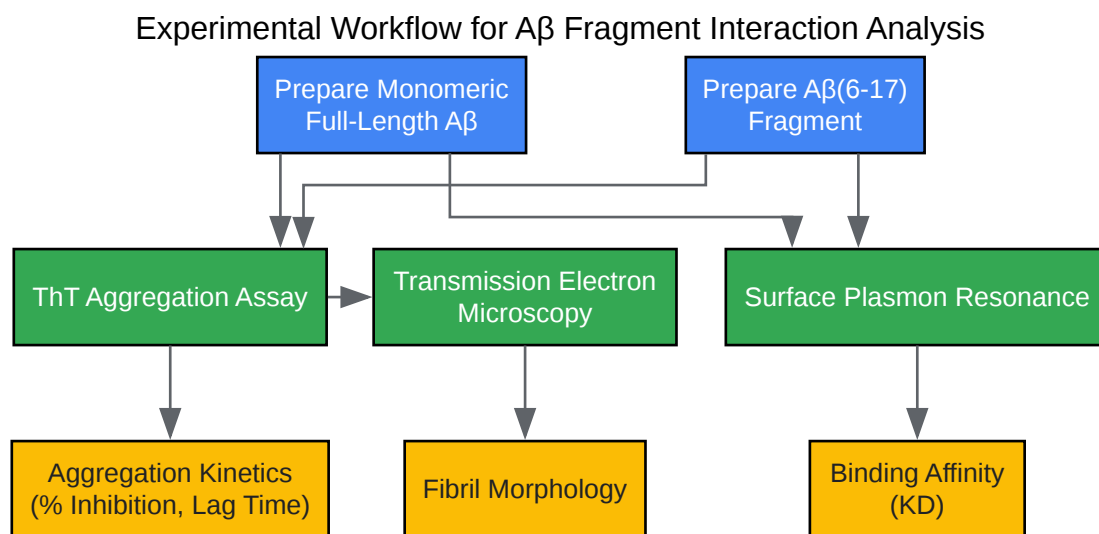 Experimental Workflow for Aβ Fragment Interaction Analysis
Prepare Monomeric
Full-Length Aβ
Prepare Aβ(6-17)
Fragment
ThT Aggregation Assay
Transmission Electron
Microscopy
Surface Plasmon Resonance
Aggregation Kinetics
(% Inhibition, Lag Time)
Fibril Morphology
Binding Affinity
(KD)